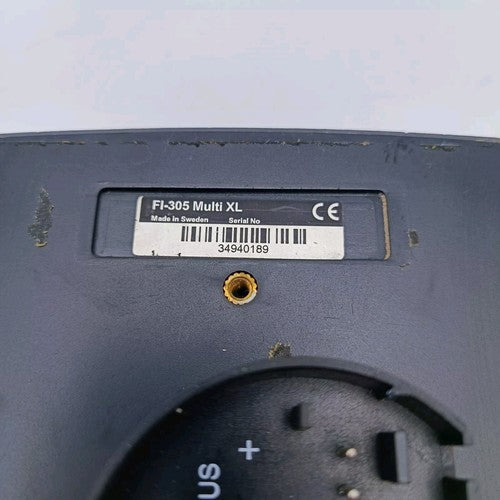 FI-305 Multi XL
Made in Sweden Serial No
CE
34940189
+
US